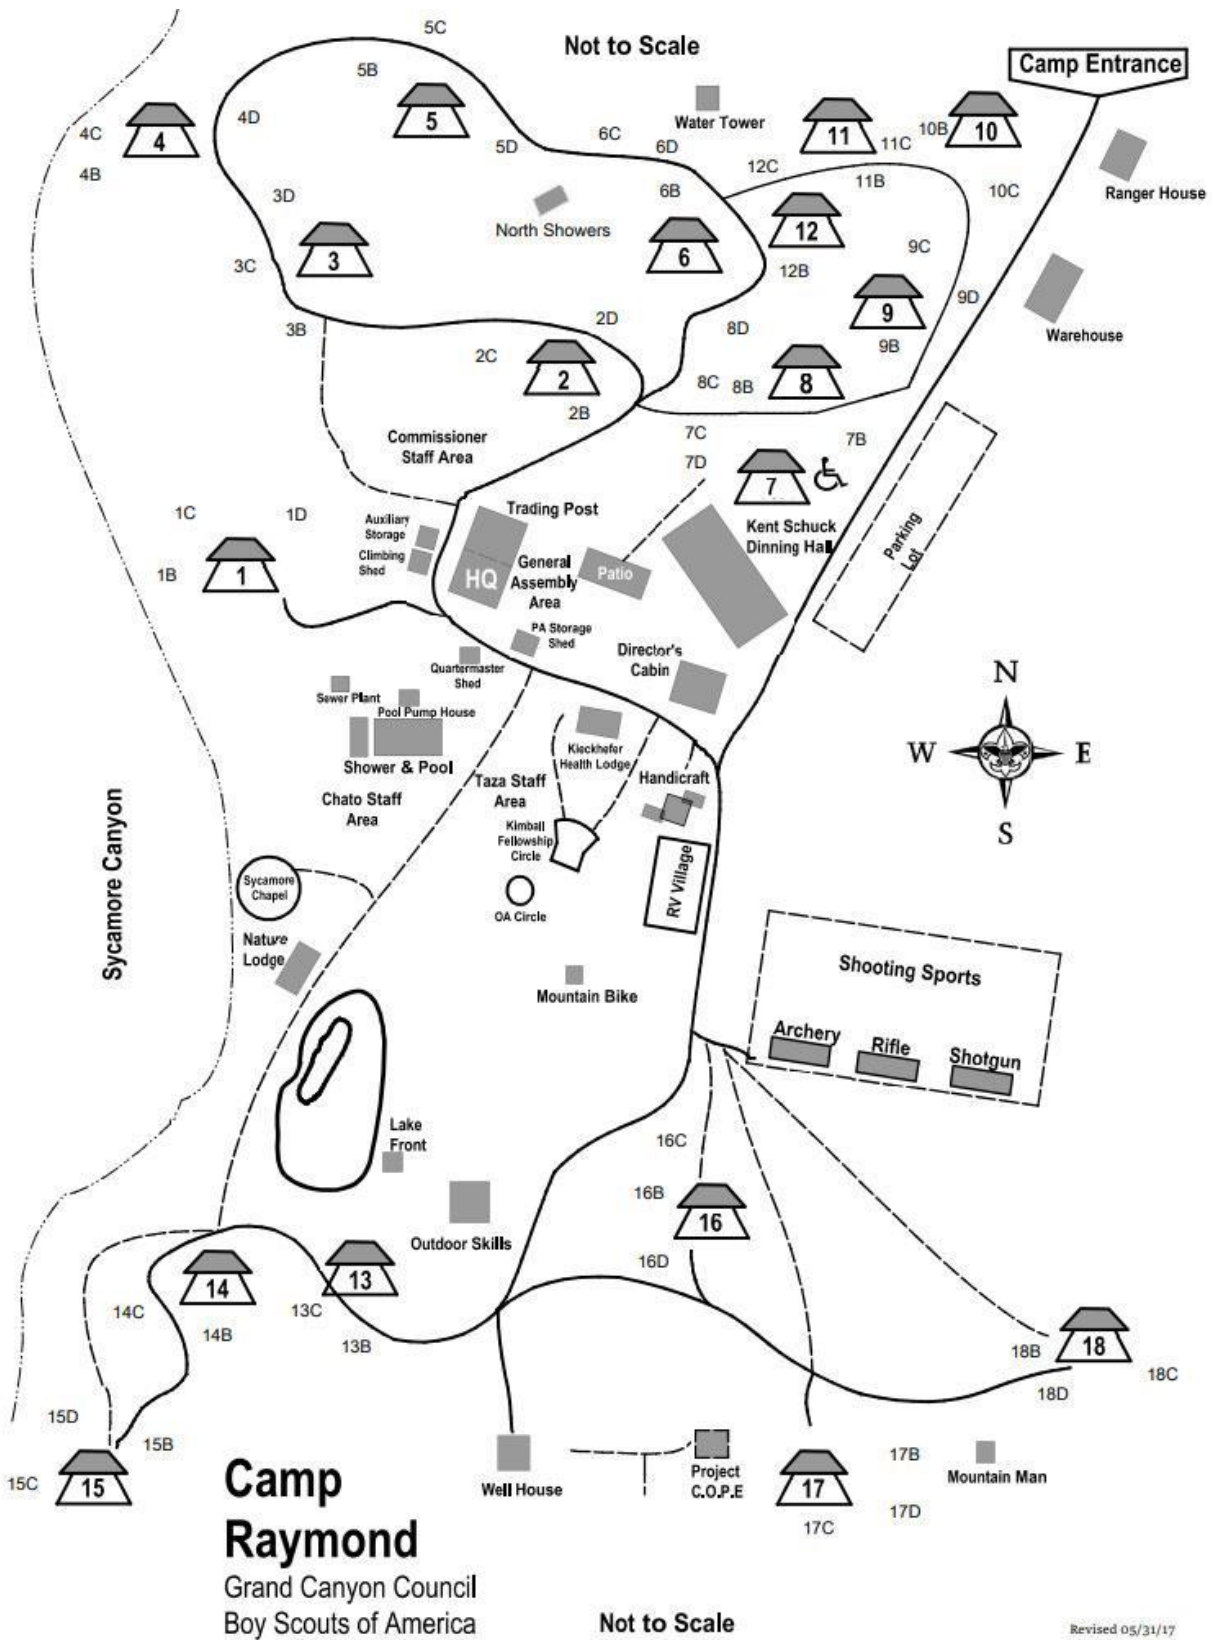 5C
Not to Scale
Camp Entrance
5B
4D
5
Water Tower
11
10B
10
4C
4
6C
6D
11C
5D
12C
4B
11B
10C
Ranger House
3D
6B
North Showers
12
9C
3
6
3C
12B
9D
9
3B
2D
8D
Warehouse
2C
9B
2
8C
8B
8
2B
Commissioner
Staff Area
7C
7B
7D
7
1C
1D
Trading Post
Auxiliary
Storage
Kent Schuck
Dinning Hall
Parking
Lot
Climbing
Shed
General
Assembly
Area
HQ
Patio
1B
1
PA Storage
Shed
Director's
Cabin
Quartermaster
Shed
N
Sewer Plant
Pool Pump House
W
E
S
Kieckhefer
Health Lodge
Shower & Pool
Taza Staff
Area
Handicraft
Chato Staff
Area
Kimball
Fellowship
Circle
RV Village
Sycamore Canyon
Sycamore
Chapel
OA Circle
Nature
Lodge
Shooting Sports
Mountain Bike
Archery
Rifle
Shotgun
Lake
Front
16C
16B
16
Outdoor Skills
16D
14
13
14C
13C
14B
13B
18B
18
18C
18D
15D
15B
15C
15
17B
Mountain Man
Project
C.O.P.E
Well House
17
17D
17C
Camp
Raymond
Grand Canyon Council
Boy Scouts of America
Not to Scale
Revised 05/31/17